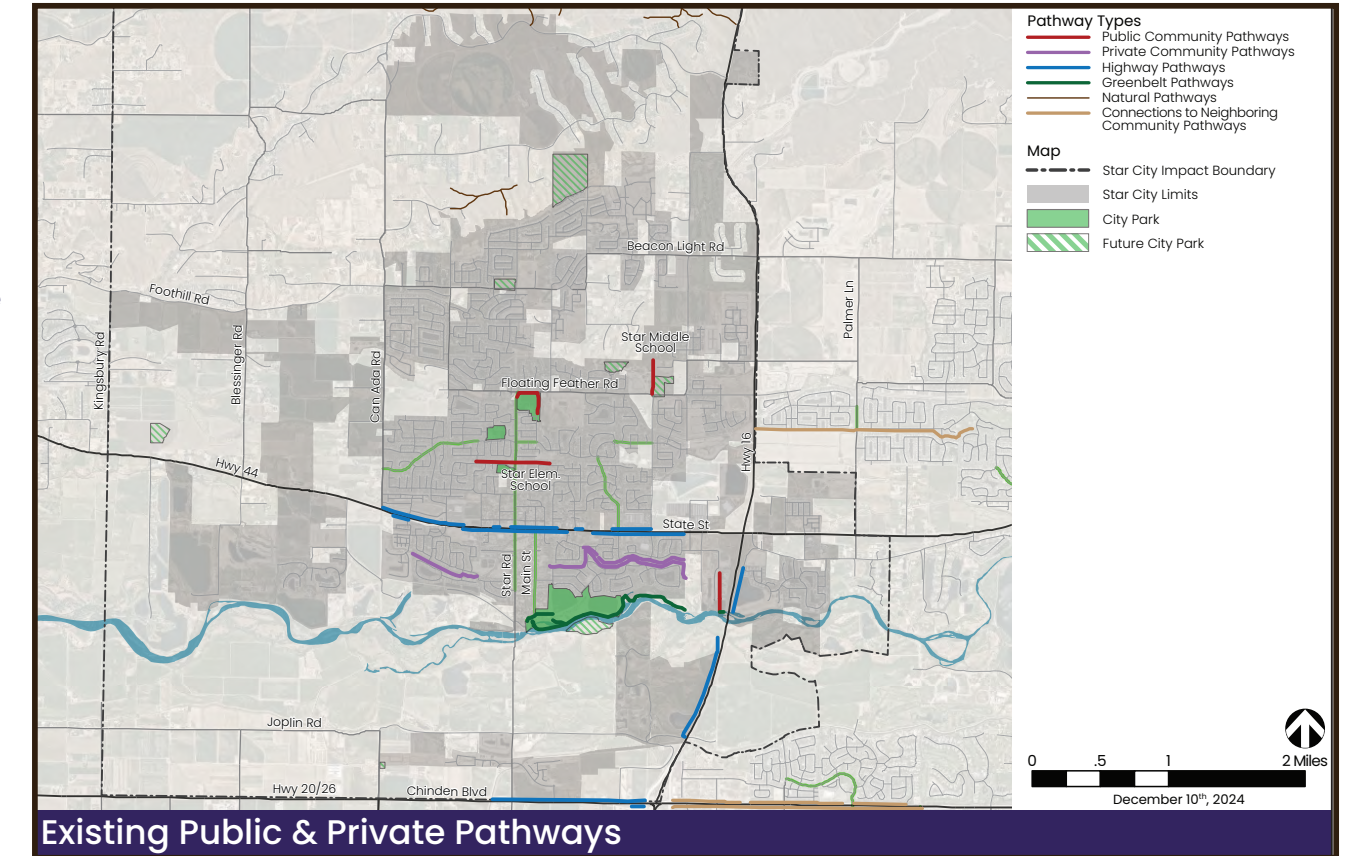 Pathway Types
Public Community Pathways
Private Community Pathways
Highway Pathways
Greenbelt Pathways
Natural Pathways
Connections to Neighboring
Community Pathways
Map
Star City Impact Boundary
Star City Limits
City Park
Future City Park
Beacon Light Rd
Foothill Rd
Palmer Ln
Kingsbury Rd
Blessinger Rd
Can Ada Rd
Star Middle
School
Floating Feather Rd
Hwy 16
Hwy 44
Star Elem.
School
State St
Star Rd
Main St
Joplin Rd
Hwy 20/26
Chinden Blvd
0 .5 1 2 Miles
December 10th, 2024
Existing Public & Private Pathways